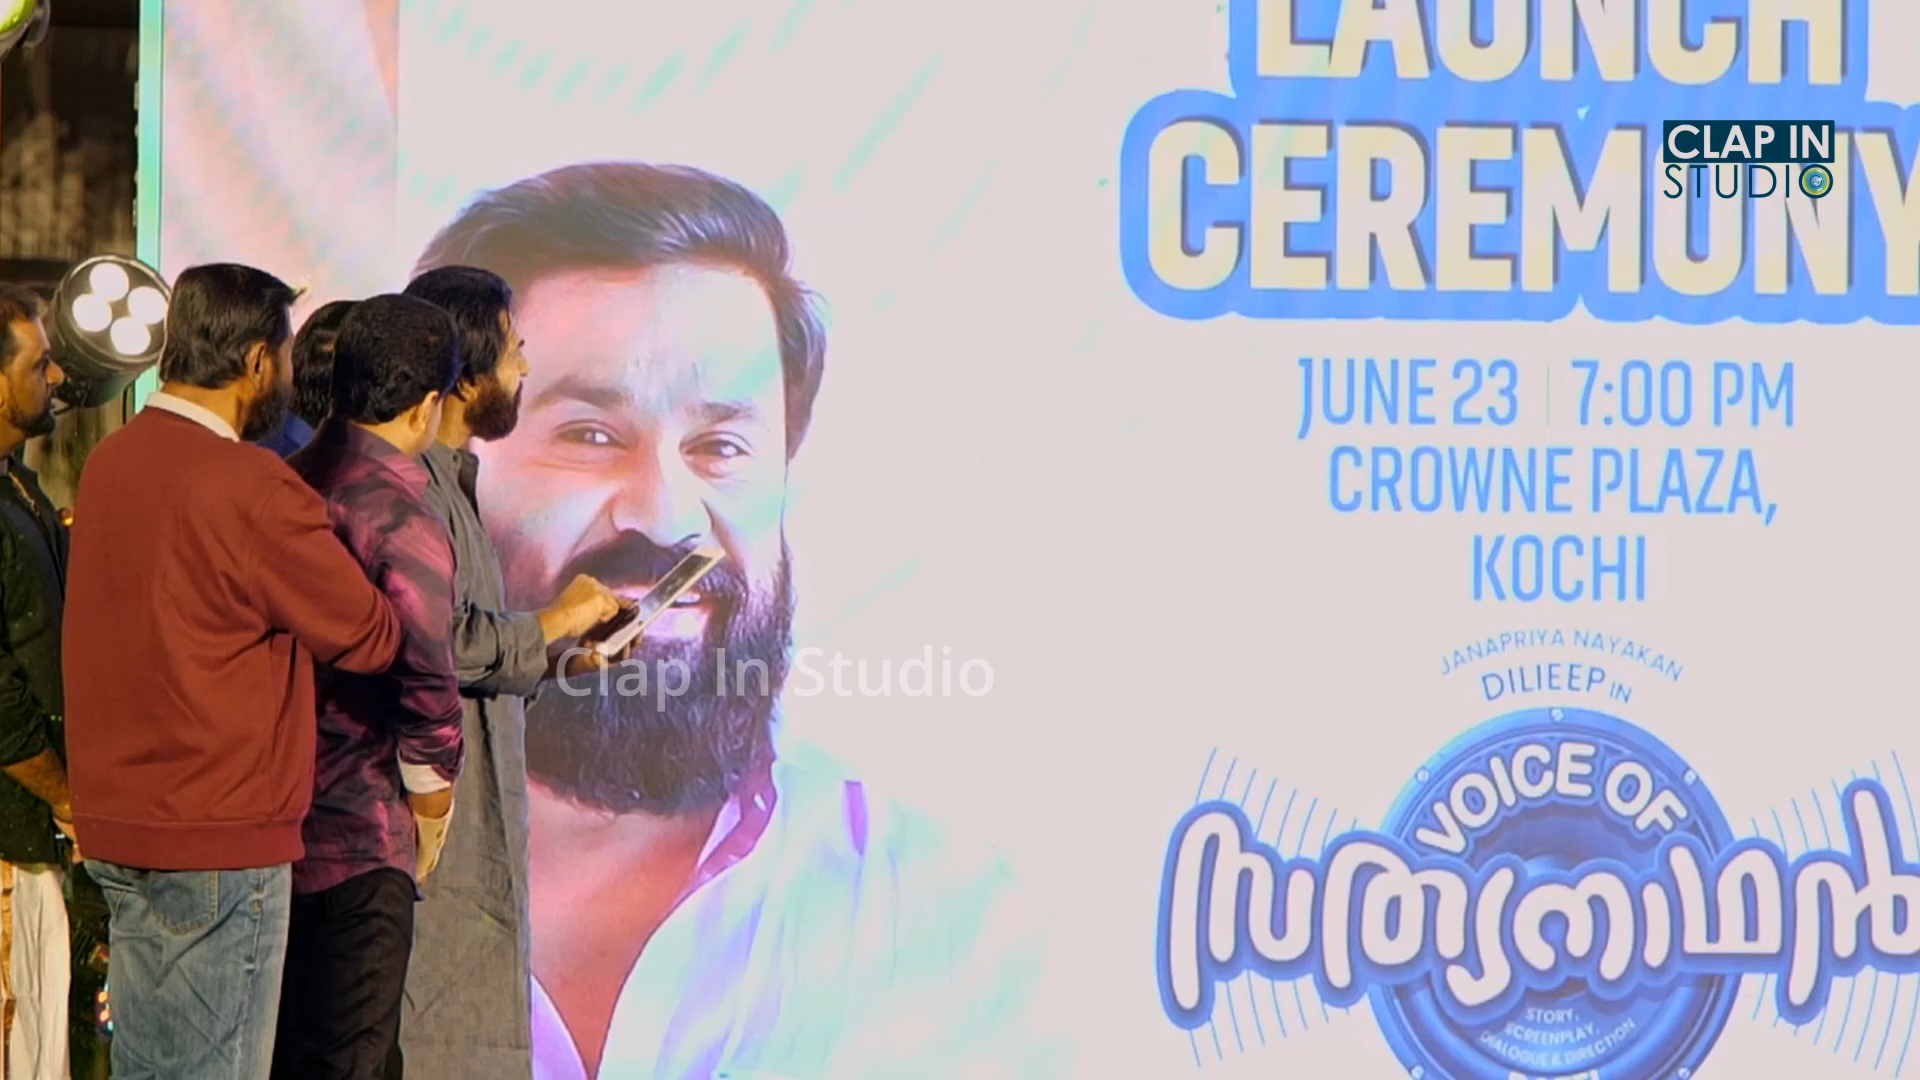 LAUNCH
CEREMONY
CLAP IN
STUDIO
JUNE 23 | 7:00 PM
CROWNE PLAZA,
KOCHI
JANAPRIYA NAYAKAN
DILIEEP IN
Clap In Studio
VOICE OF
സത്യനാഥൻ
STORY,
SCREENPLAY,
DIALOGUE & DIRECTION